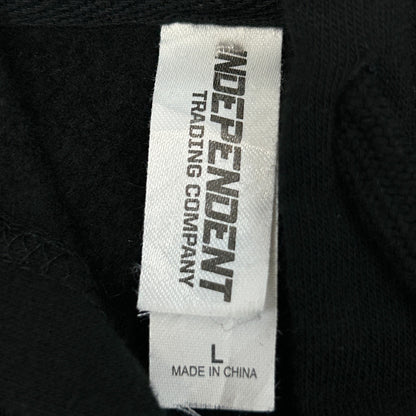 INDEPENDENT
TRADING COMPANY
L
MADE IN CHINA